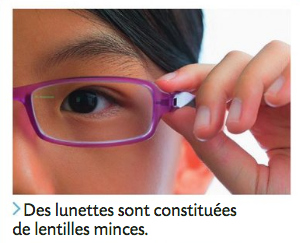 > Des lunettes sont constituées
de lentilles minces.